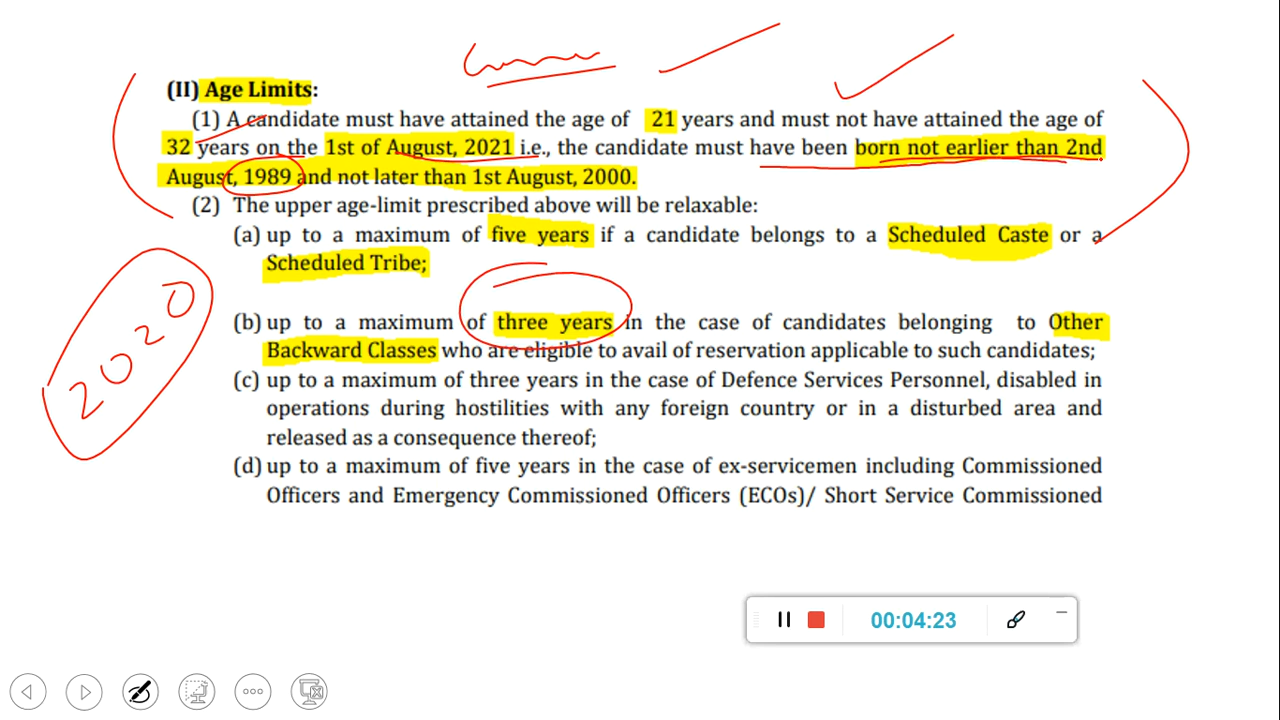 (II) Age Limits:
(1) A candidate must have attained the age of 21 years and must not have attained the age of
32 years on the 1st of August, 2021 i.e., the candidate must have been born not earlier than 2nd
August, 1989 and not later than 1st August, 2000.
(2) The upper age-limit prescribed above will be relaxable:
(a) up to a maximum of five years if a candidate belongs to a Scheduled Caste or a
Scheduled Tribe;
2020
(b) up to a maximum of three years in the case of candidates belonging to Other
Backward Classes who are eligible to avail of reservation applicable to such candidates;
(c) up to a maximum of three years in the case of Defence Services Personnel, disabled in
operations during hostilities with any foreign country or in a disturbed area and
released as a consequence thereof;
(d) up to a maximum of five years in the case of ex-servicemen including Commissioned
Officers and Emergency Commissioned Officers (ECOs)/ Short Service Commissioned
00:04:23